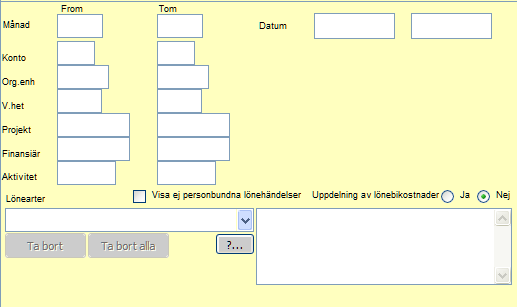 From Tom
Månad Datum
Konto
Org.enh
V.het
Projekt
Finansiär
Aktivitet
Lönearter Visa ej personbundna lönehändelser Uppdelning av lönebikostnader Ja Nej
Ta bort Ta bort alla ?...